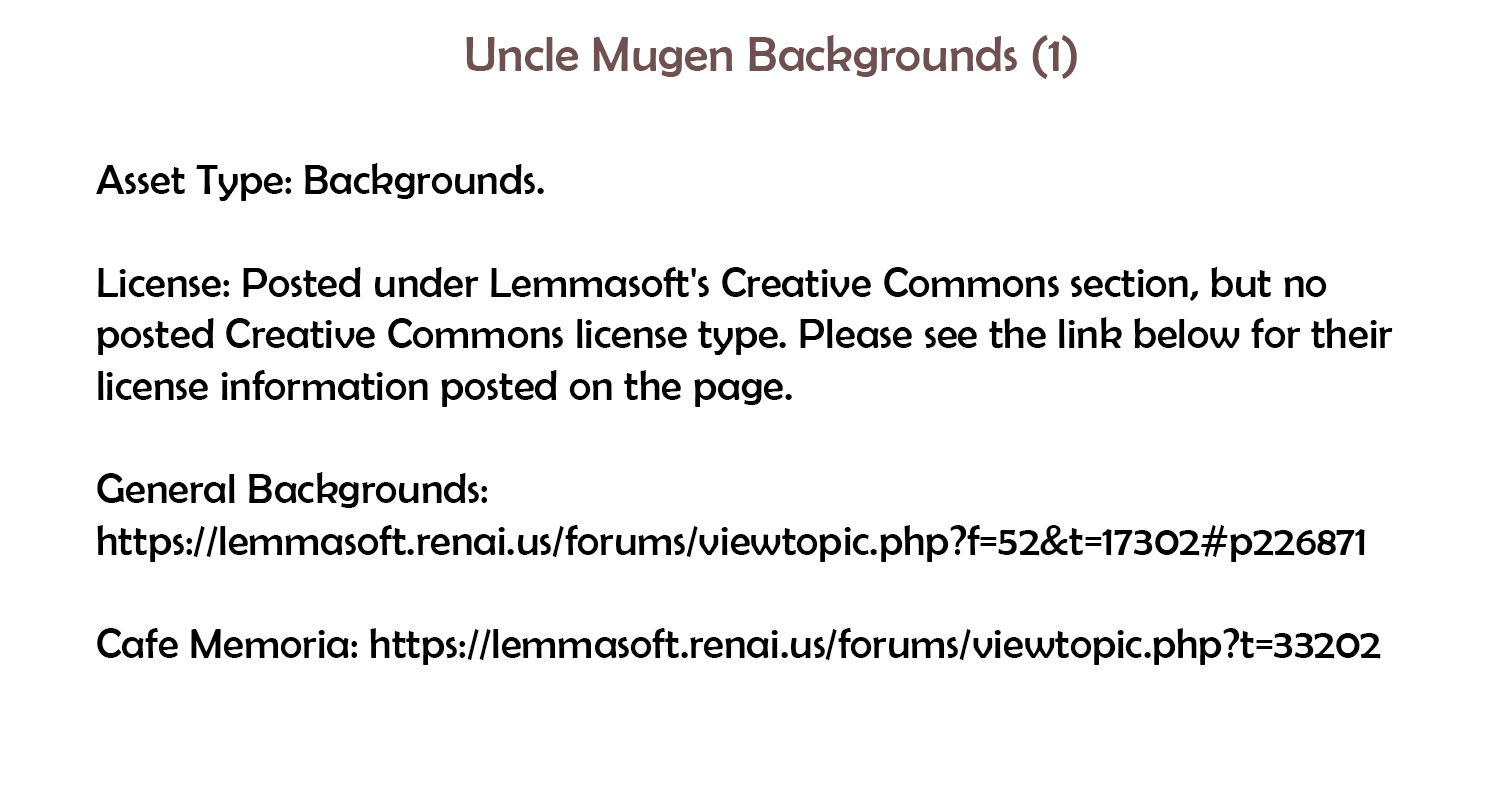 Uncle Mugen Backgrounds (1)
Asset Type: Backgrounds.
License: Posted under Lemmasoft's Creative Commons section, but no
posted Creative Commons license type. Please see the link below for their
license information posted on the page.
General Backgrounds:
https://lemmasoft.renai.us/forums/viewtopic.php?f=52&t=17302#p226871
Cafe Memoria: https://lemmasoft.renai.us/forums/viewtopic.php?t=33202